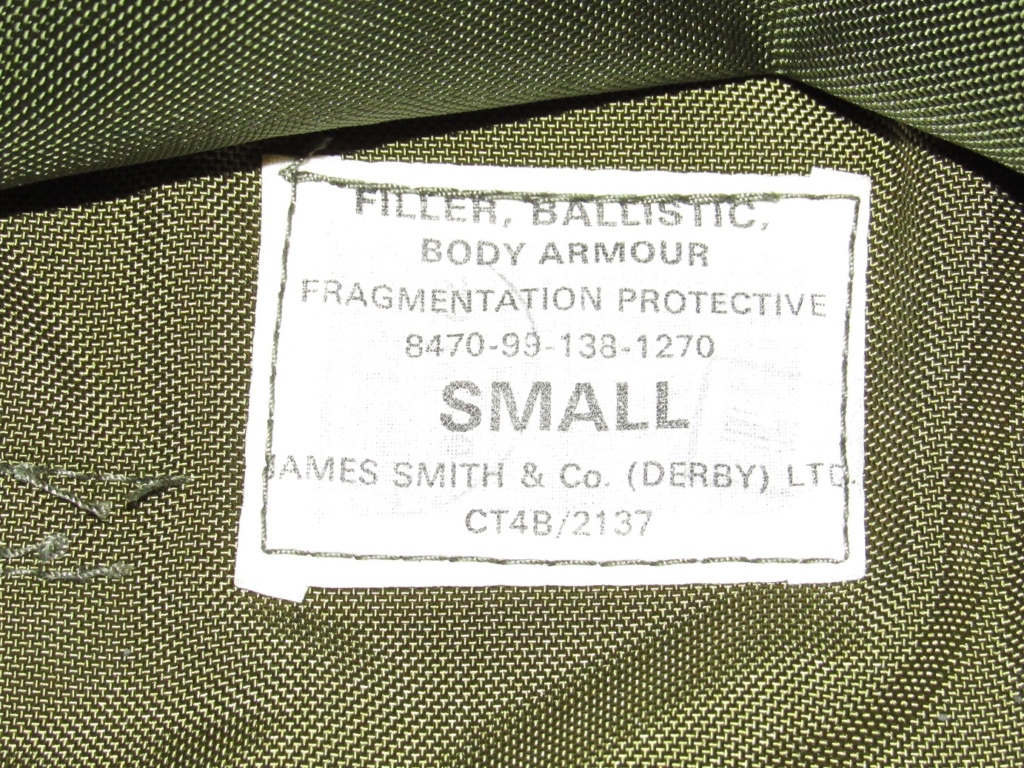 FILLER, BALLISTIC,
BODY ARMOUR
FRAGMENTATION PROTECTIVE
8470-99-138-1270
SMALL
JAMES SMITH & Co. (DERBY) LTD.
CT4B/2137